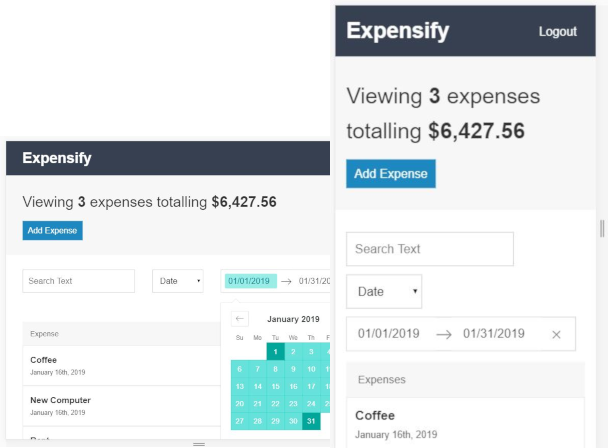 Expensify
Viewing 3 expenses totalling $6,427.56
Add Expense
Search Text
Date
01/01/2019 → 01/31/20
← January 2019
Su Mo Tu We Th F
1 2 3 4
6 7 8 9 10 1
13 14 15 16 17 1
20 21 22 23 24 2
27 28 29 30 31
Expense
Coffee
January 16th, 2019
New Computer
January 16th, 2019
Expensify Logout
Viewing 3 expenses
totalling $6,427.56
Add Expense
Search Text
Date
01/01/2019 → 01/31/2019 ×
Expenses
Coffee
January 16th, 2019